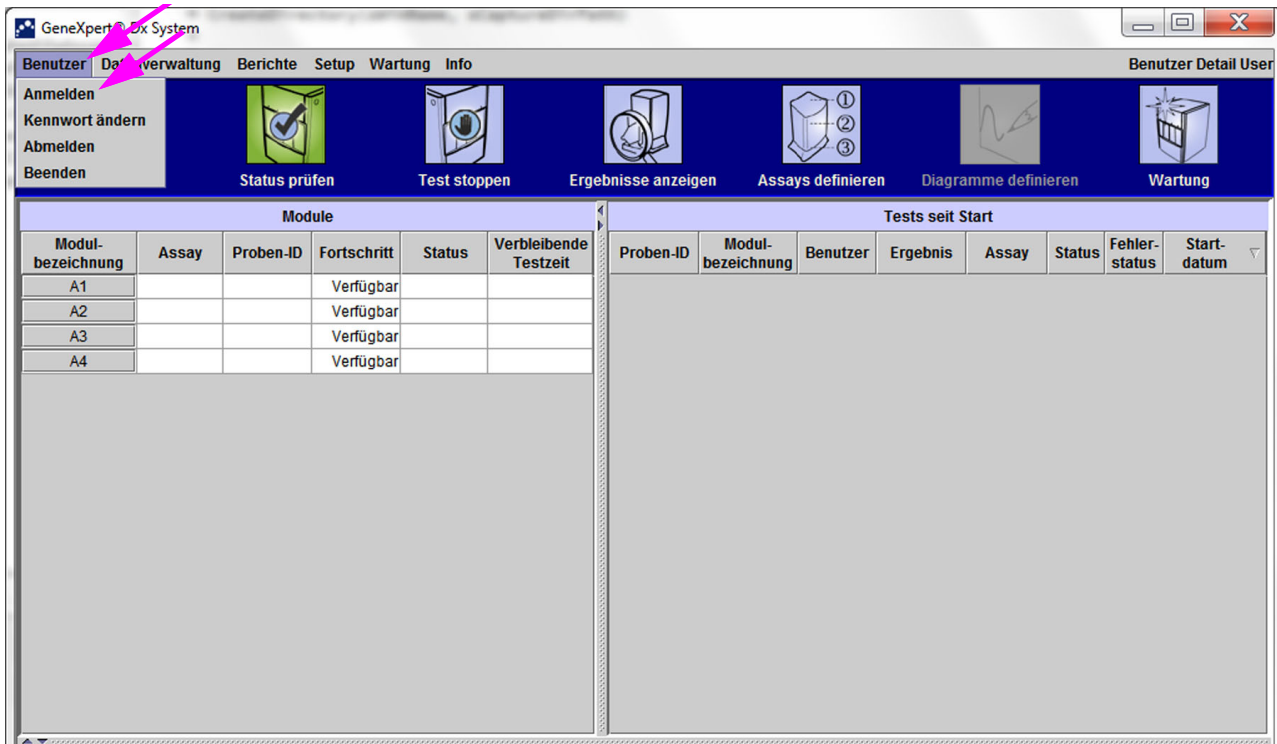 GeneXpert® Dx System
Benutzer Datenverwaltung Berichte Setup Wartung Info Benutzer Detail User
Anmelden
Kennwort ändern
Abmelden
Beenden
Status prüfen Test stoppen Ergebnisse anzeigen Assays definieren Diagramme definieren Wartung
① 
②
③
Module
Modul-
bezeichnung Assay Proben-ID Fortschritt Status Verbleibende
Testzeit
A1 Verfügbar
A2 Verfügbar
A3 Verfügbar
A4 Verfügbar
Tests seit Start
Proben-ID Modul-
bezeichnung Benutzer Ergebnis Assay Status Fehler-
status Start-
datum